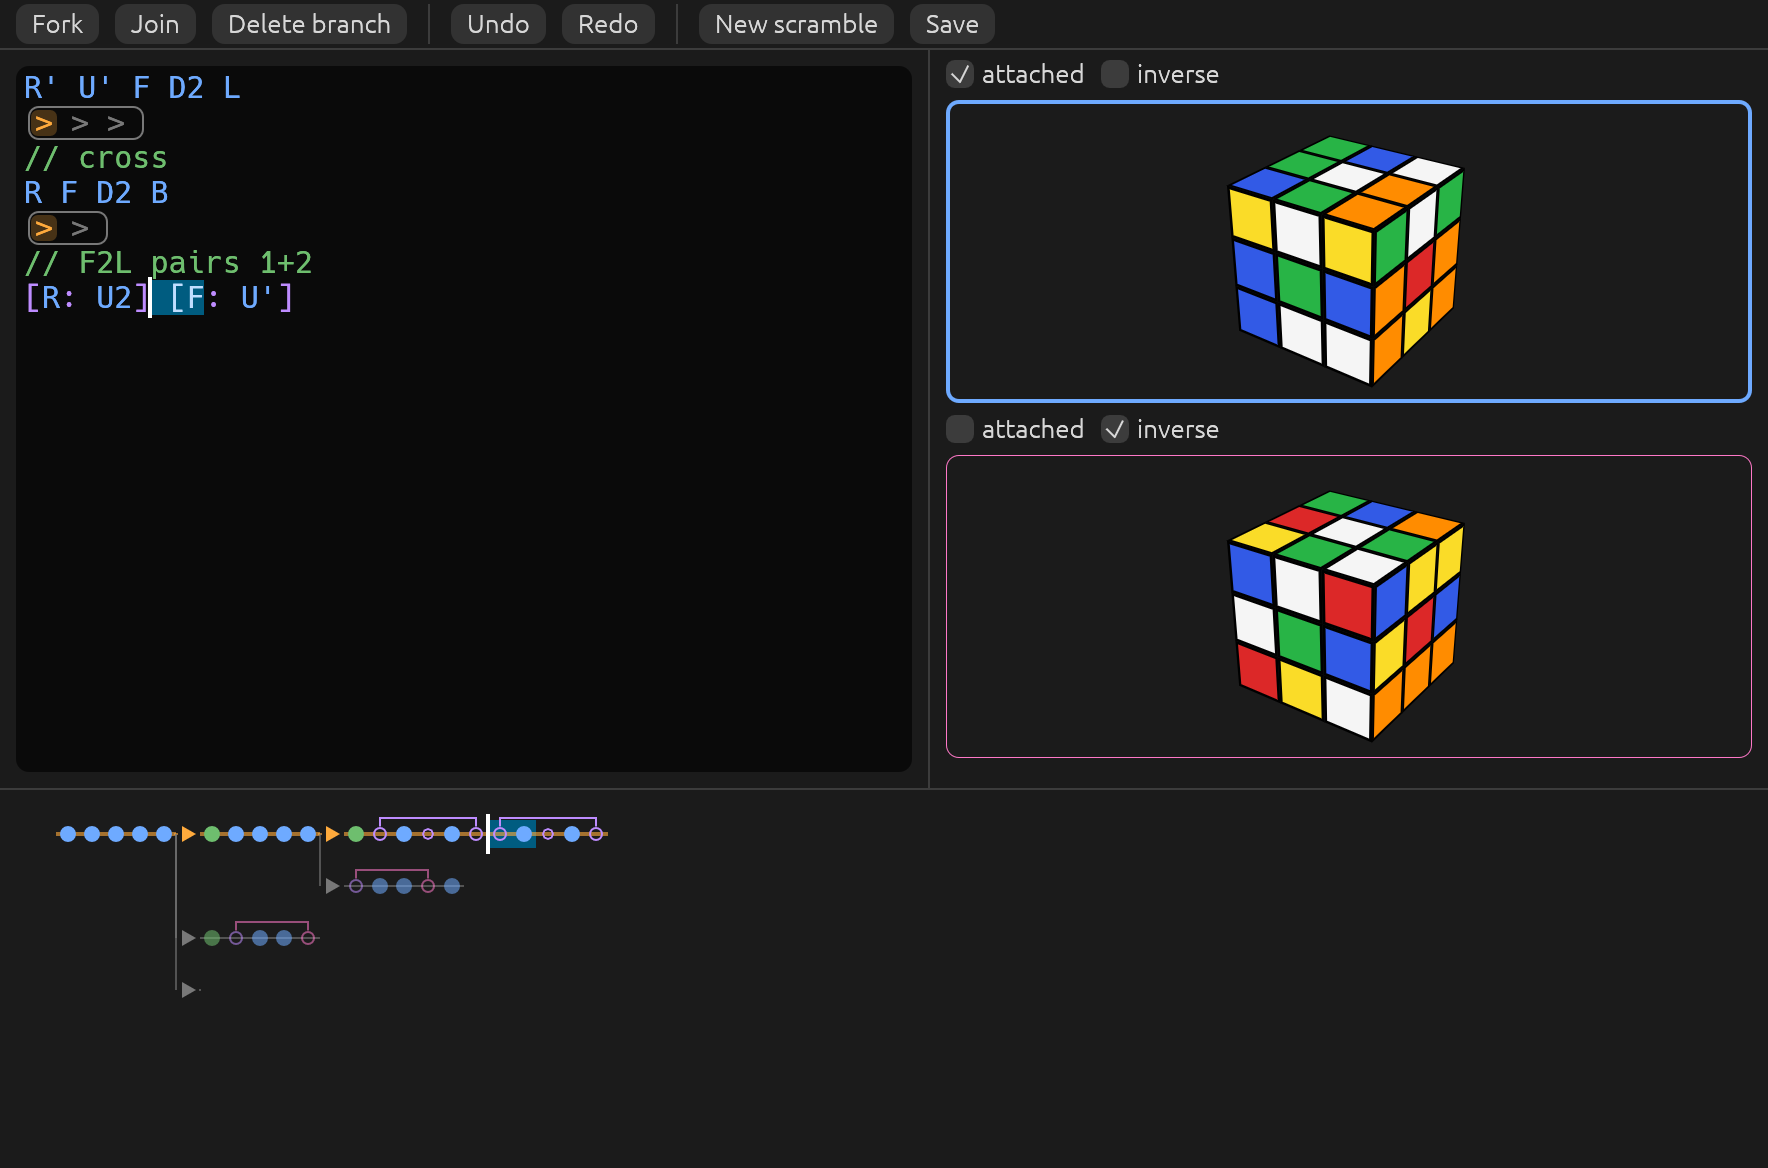 Fork Join Delete branch Undo Redo New scramble Save
R' U' F D2 L
> > >
// cross
R F D2 B
> >
// F2L pairs 1+2
[R: U2] [F: U']
attached inverse
attached inverse